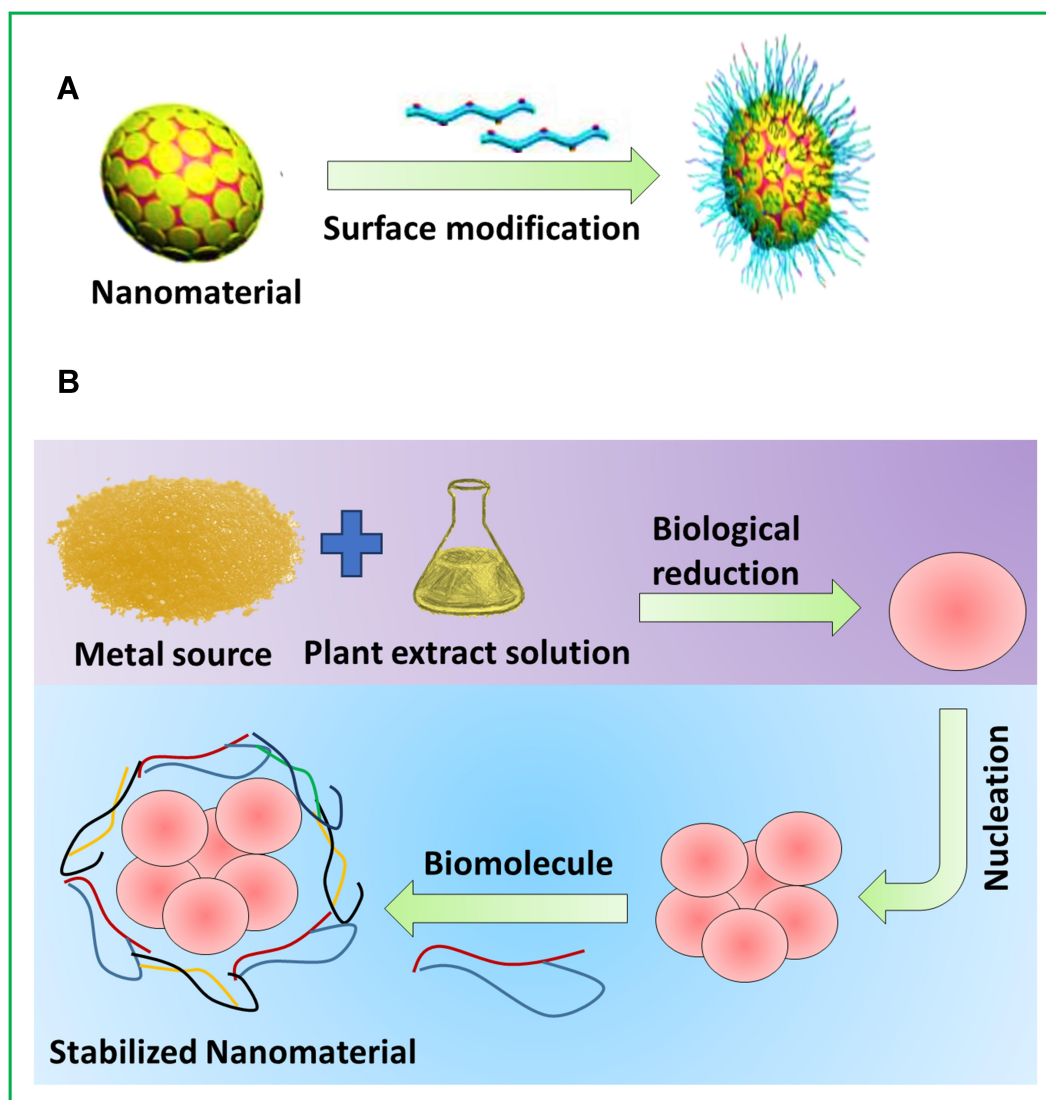 A
Surface modification
Nanomaterial
B
Biological
reduction
Metal source
Plant extract solution
Nucleation
Biomolecule
Stabilized Nanomaterial